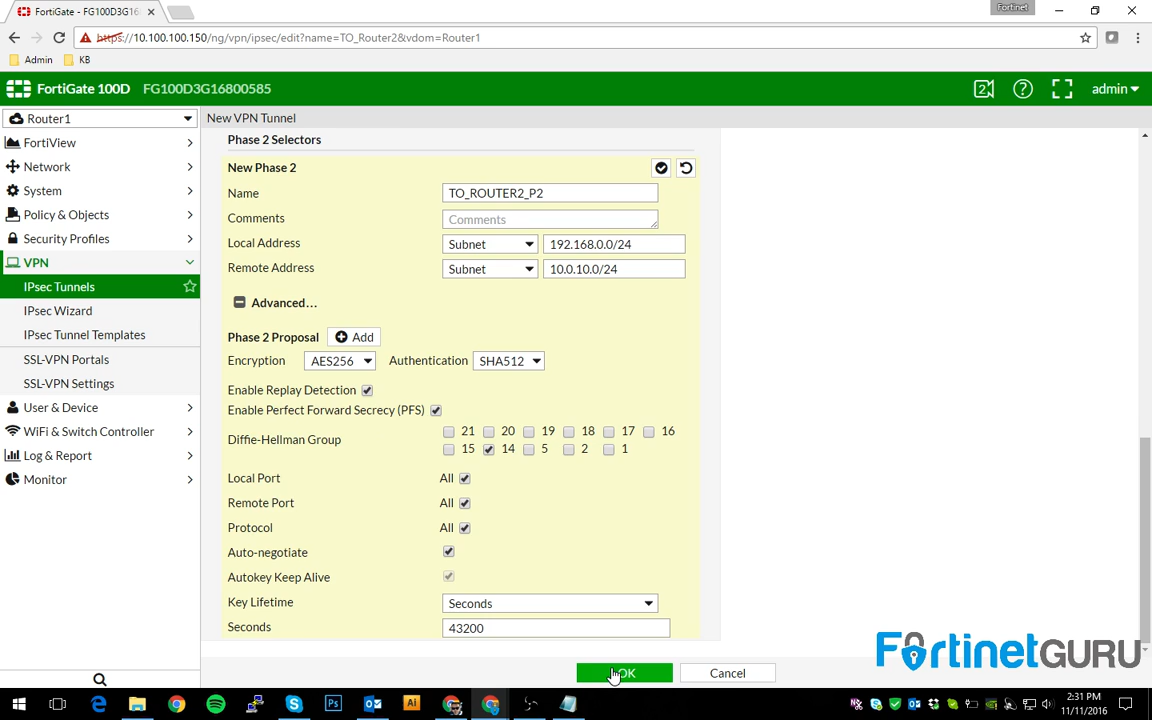 FortiGate - FG100D3G16
Fortinet
https://10.100.100.150/ng/vpn/ipsec/edit?name=TO_Router2&vdom=Router1
Admin
KB
FortiGate 100D
FG100D3G16800585
admin
Router1
FortiView
Network
System
Policy & Objects
Security Profiles
VPN
IPsec Tunnels
IPsec Wizard
IPsec Tunnel Templates
SSL-VPN Portals
SSL-VPN Settings
User & Device
WiFi & Switch Controller
Log & Report
Monitor
New VPN Tunnel
Phase 2 Selectors
New Phase 2
Name TO_ROUTER2_P2
Comments Comments
Local Address Subnet 192.168.0.0/24
Remote Address Subnet 10.0.10.0/24
Advanced...
Phase 2 Proposal Add
Encryption AES256 Authentication SHA512
Enable Replay Detection
Enable Perfect Forward Secrecy (PFS)
Diffie-Hellman Group
21 20 19 18 17 16
15 14 5 2 1
Local Port All
Remote Port All
Protocol All
Auto-negotiate
Autokey Keep Alive
Key Lifetime Seconds
Seconds 43200
OK Cancel
FortinetGURU
2:31 PM
11/11/2016